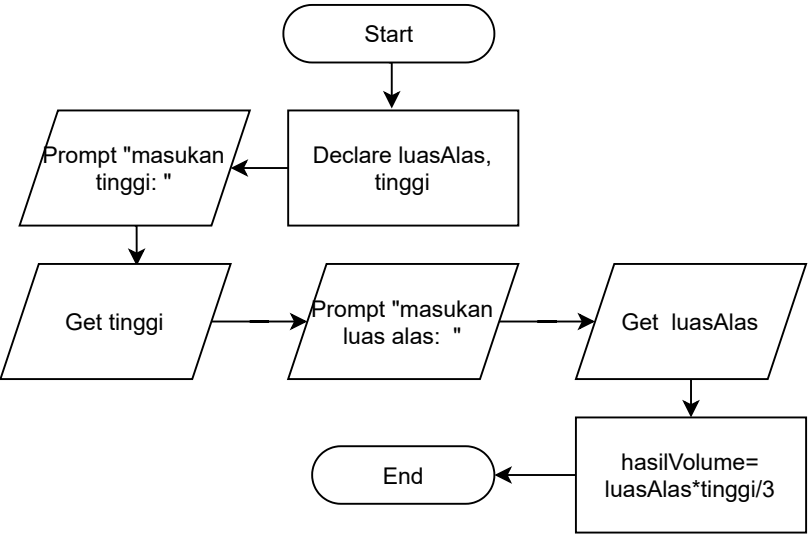 Start
Declare luasAlas,
tinggi
Prompt "masukan
tinggi: "
Get tinggi
Prompt "masukan
luas alas:  "
Get  luasAlas
hasilVolume=
luasAlas*tinggi/3
End